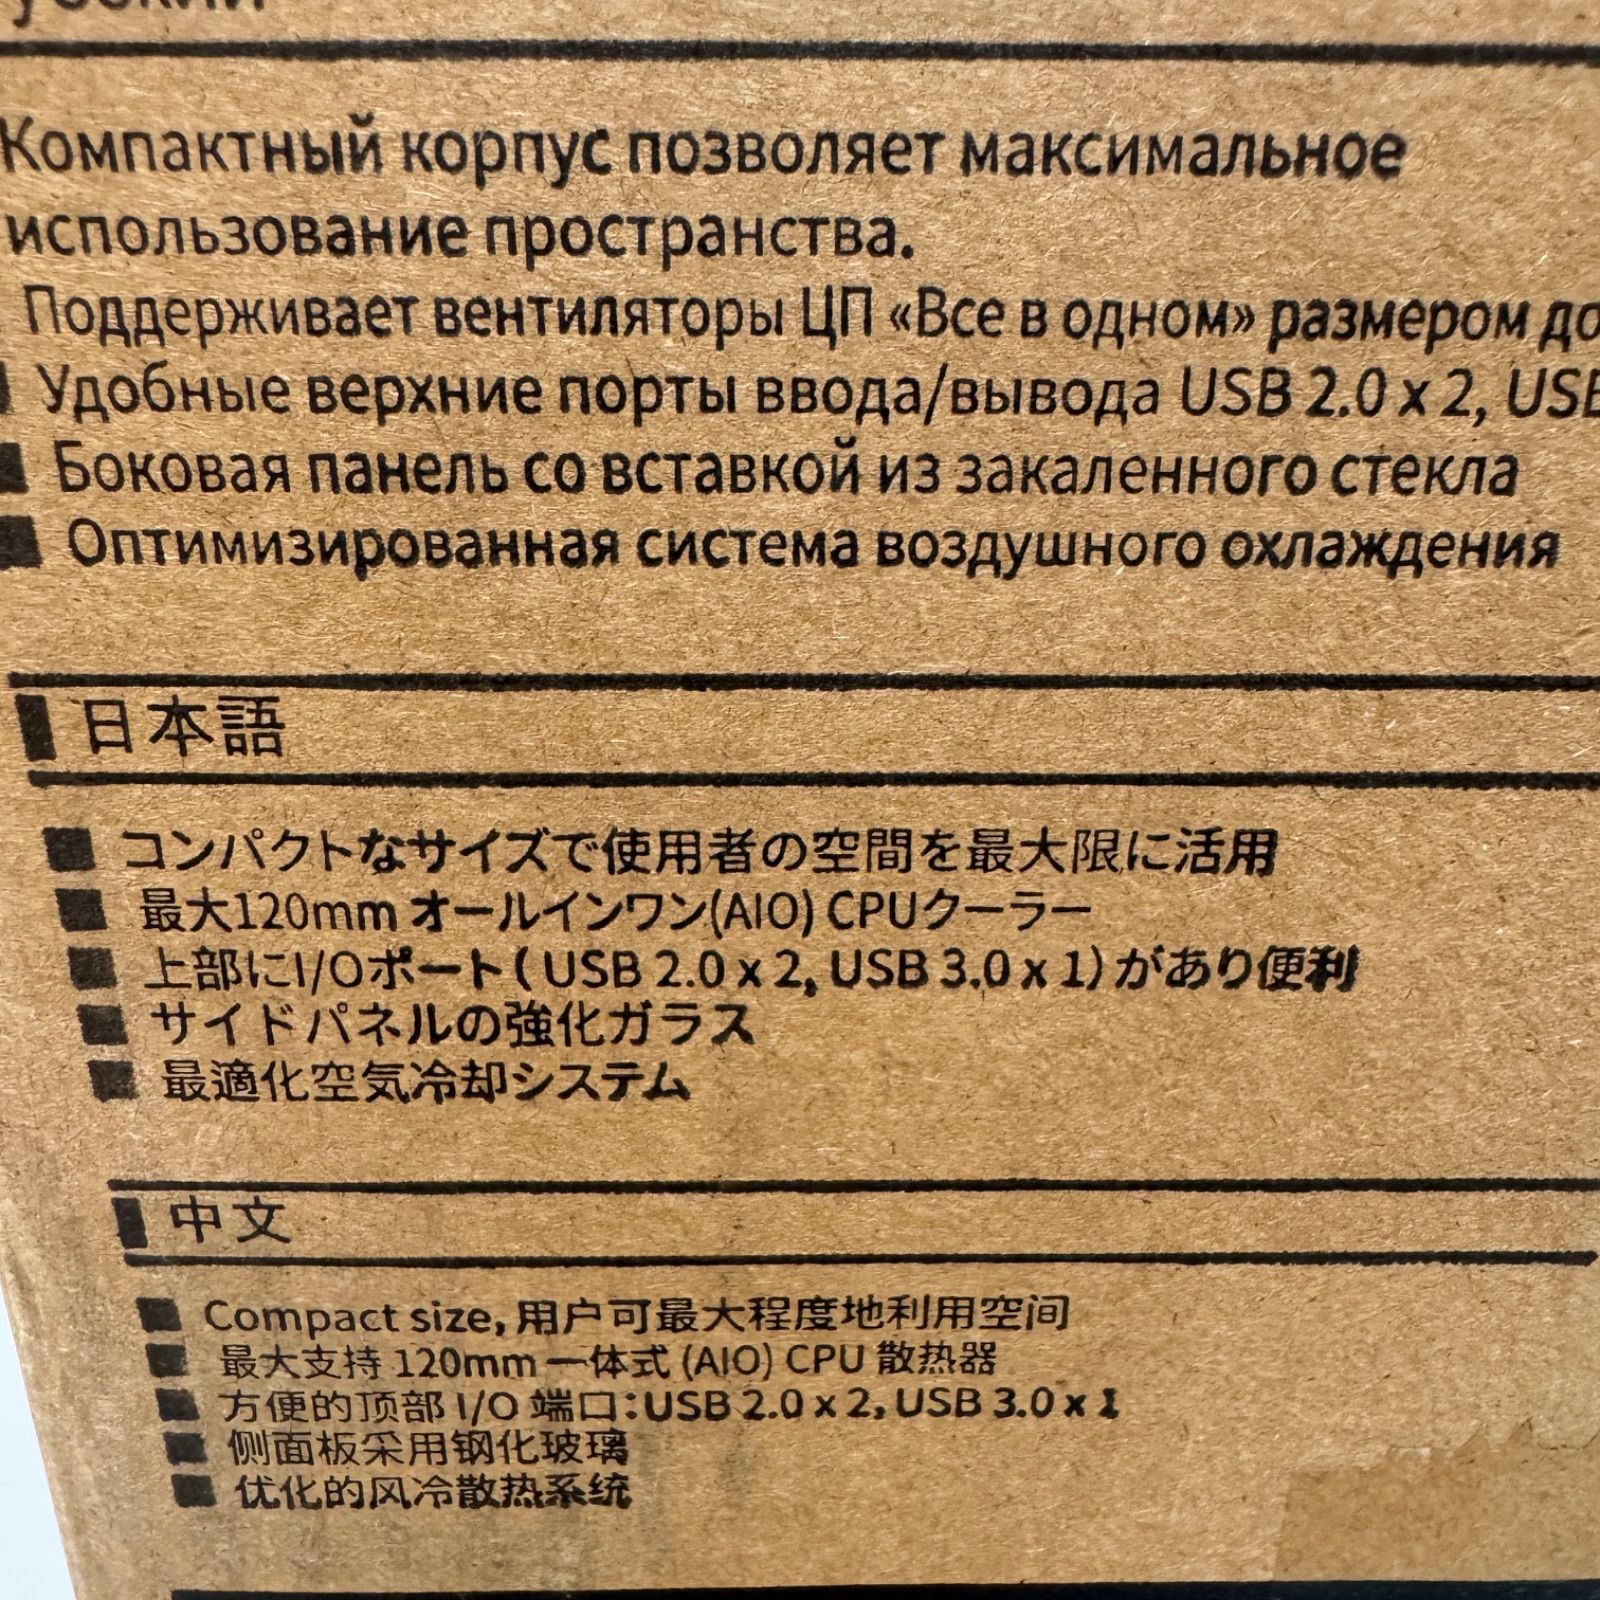 Компактный корпус позволяет максимальное
использование пространства.
Поддерживает вентиляторы ЦП «Все в одном» размером до
Удобные верхние порты ввода/вывода USB 2.0 x 2, USB
Боковая панель со вставкой из закаленного стекла
Оптимизированная система воздушного охлаждения
日本語
コンパクトなサイズで使用者の空間を最大限に活用
最大120mm オールインワン(AIO) CPUクーラー
上部にI/Oポート ( USB 2.0 x 2, USB 3.0 x 1) があり便利
サイドパネルの強化ガラス
最適化空気冷却システム
中文
Compact size, 用户可最大程度地利用空间
最大支持 120mm 一体式 (AIO) CPU 散热器
方便的顶部 I/O 端口：USB 2.0 x 2, USB 3.0 x 1
侧面板采用钢化玻璃
优化的风冷散热系统